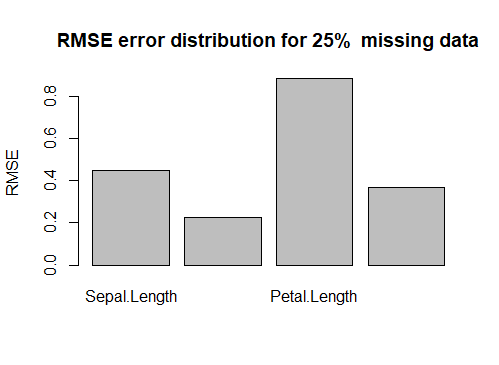 RMSE error distribution for 25%  missing data
RMSE
0.8
0.6
0.4
0.2
0.0
Sepal.Length
Petal.Length